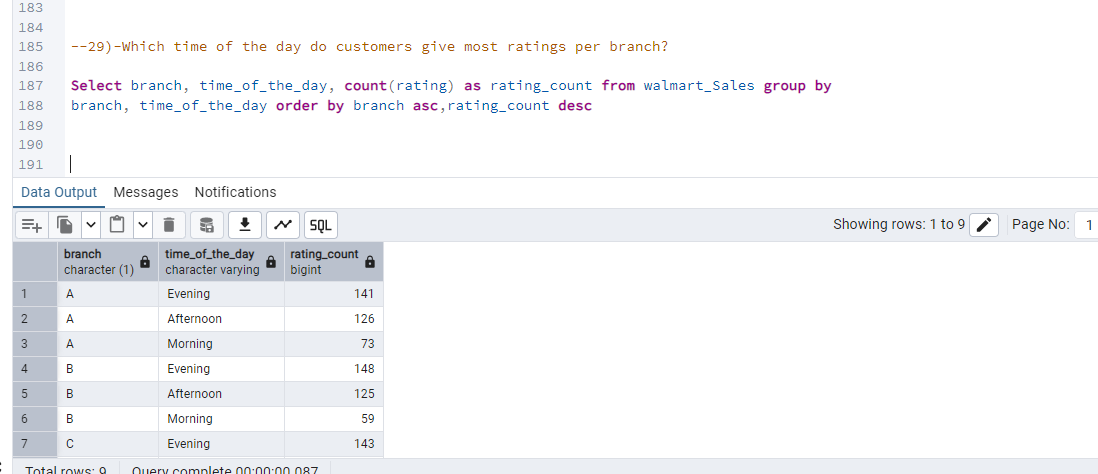 183
184
185 --29)-Which time of the day do customers give most ratings per branch?
186
187 Select branch, time_of_the_day, count(rating) as rating_count from walmart_Sales group by
188 branch, time_of_the_day order by branch asc,rating_count desc
189
190
191
Data Output Messages Notifications
SQL Showing rows: 1 to 9 Page No: 1
branch time_of_the_day rating_count
character (1) character varying bigint
1 A Evening 141
2 A Afternoon 126
3 A Morning 73
4 B Evening 148
5 B Afternoon 125
6 B Morning 59
7 C Evening 143
Total rows: 9 Query complete 00:00:00.087